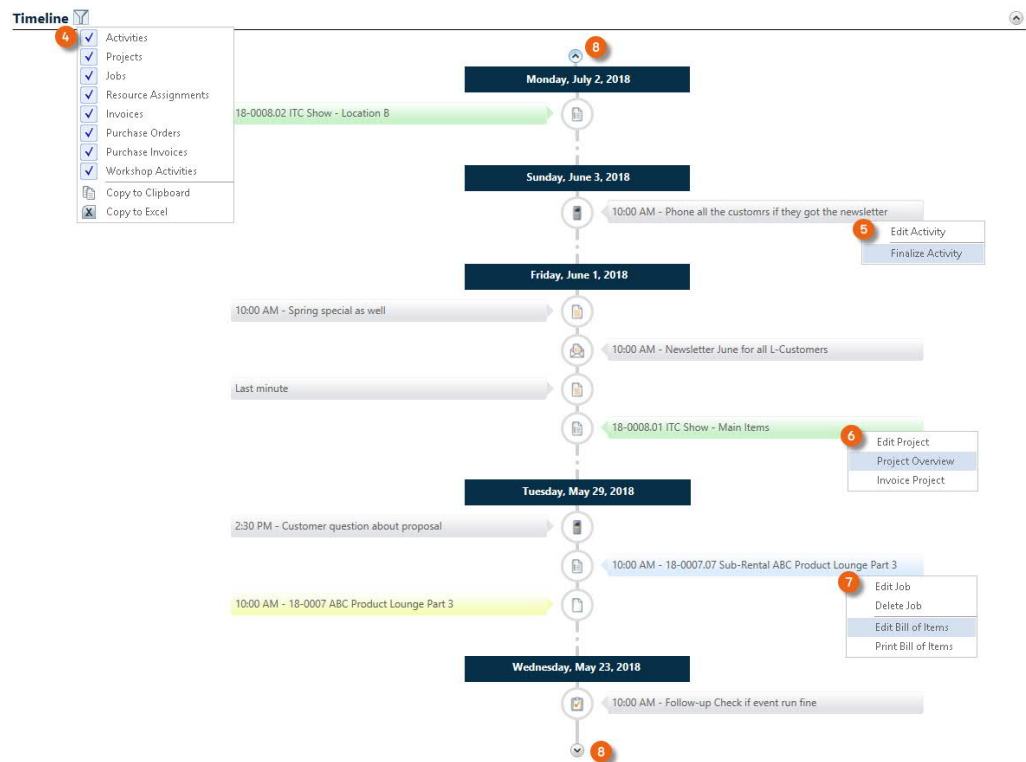 Timeline
4
Activities
Projects
Jobs
Resource Assignments
Invoices
Purchase Orders
Purchase Invoices
Workshop Activities
Copy to Clipboard
Copy to Excel
8
Monday, July 2, 2018
18-0008.02 ITC Show - Location B
Sunday, June 3, 2018
10:00 AM - Phone all the customrs if they got the newsletter
5
Edit Activity
Finalize Activity
Friday, June 1, 2018
10:00 AM - Spring special as well
10:00 AM - Newsletter June for all L-Customers
Last minute
18-0008.01 ITC Show - Main Items
6
Edit Project
Project Overview
Invoice Project
Tuesday, May 29, 2018
2:30 PM - Customer question about proposal
10:00 AM - 18-0007.07 Sub-Rental ABC Product Lounge Part 3
7
Edit Job
Delete Job
Edit Bill of Items
Print Bill of Items
10:00 AM - 18-0007 ABC Product Lounge Part 3
Wednesday, May 23, 2018
10:00 AM - Follow-up Check if event run fine
8